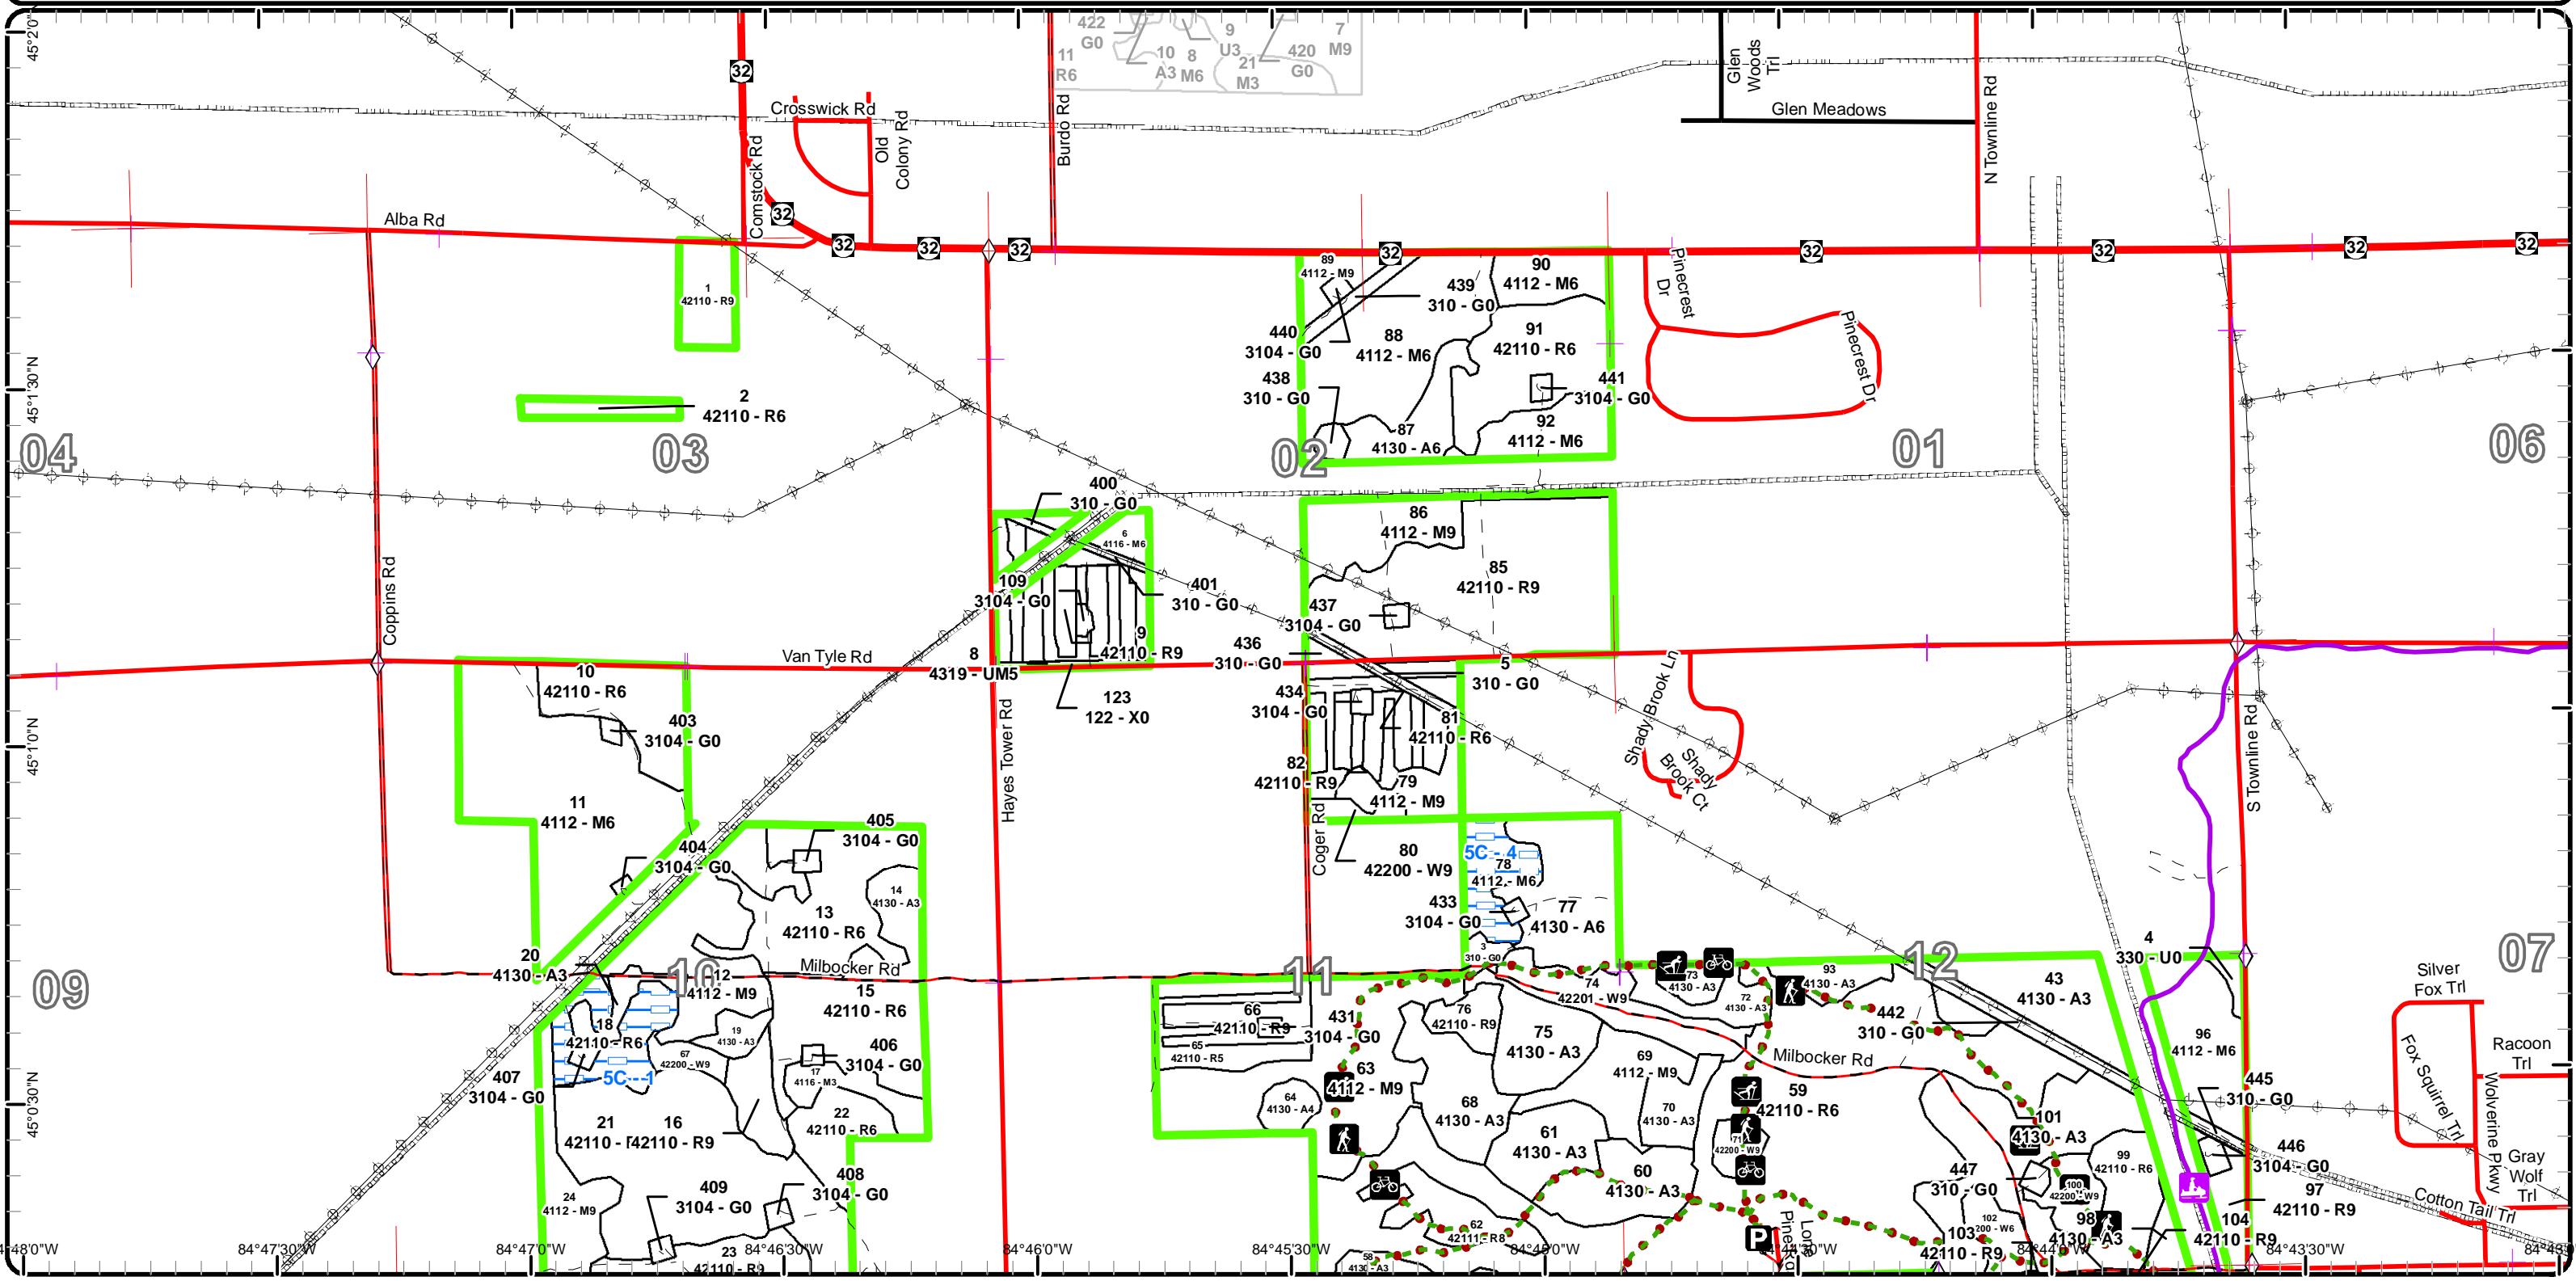 422
G0
11
R6
10
A3
8
M6
9
U3
21
M3
420
G0
7
M9
45°2'0"
32
Crosswick Rd
Comstock Rd
Old
Colony Rd
Burdo Rd
Glen
Woods
Trl
Glen Meadows
N Townline Rd
Alba Rd
32
32
32
32
32
32
32
32
32
1
42110 - R9
2
42110 - R6
89
4112 - M9
439
310 - G0
90
4112 - M6
440
3104 - G0
88
4112 - M6
91
42110 - R6
438
310 - G0
441
3104 - G0
87
4130 - A6
92
4112 - M6
Pinecrest
Dr
Pinecrest Dr
45°1'30"N
04
03
02
01
06
400
310 - G0
6
4116 - M6
109
3104 - G0
401
310 - G0
9
42110 - R9
8
4319 - UM5
123
122 - X0
86
4112 - M9
85
42110 - R9
437
3104 - G0
436
310 - G0
5
310 - G0
434
3104 - G0
81
42110 - R6
82
42110 - R9
79
4112 - M9
80
42200 - W9
Coppins Rd
Van Tyle Rd
Hayes Tower Rd
Coger Rd
Shady Brook Ln
Shady
Brook Ct
S Townline Rd
45°1'0"N
10
42110 - R6
403
3104 - G0
11
4112 - M6
404
3104 - G0
405
3104 - G0
14
4130 - A3
13
42110 - R6
20
4130 - A3
Milbocker Rd
5C - 4
78
4112 - M6
433
3104 - G0
77
4130 - A6
3
310 - G0
09
10
11
12
07
12
4112 - M9
15
42110 - R6
18
42110 - R6
19
4130 - A3
67
42200 - W9
5C - 1
406
3104 - G0
17
4116 - M3
407
3104 - G0
22
42110 - R6
21
16
42110 - R9
24
4112 - M9
409
3104 - G0
408
3104 - G0
23
42110 - R9
66
42110 - R9
65
42110 - R5
64
4130 - A4
431
3104 - G0
63
4112 - M9
76
42110 - R9
75
4130 - A3
74
42201 - W9
73
4130 - A3
72
4130 - A3
93
4130 - A3
442
310 - G0
43
4130 - A3
4
330 - U0
96
4112 - M6
Milbocker Rd
69
4112 - M9
68
4130 - A3
70
4130 - A3
61
4130 - A3
60
4130 - A3
59
42110 - R6
71
42200 - W9
62
42111 - R8
58
4130 - A3
101
4130 - A3
99
42110 - R6
447
310 - G0
100
42200 - W9
102
98
4130 - A3
103
42110 - R9
104
42110 - R9
445
310 - G0
446
3104 - G0
97
42110 - R9
P
Lone
Pine Rd
Silver
Fox Trl
Racoon
Trl
Fox Squirrel Trl
Wolverine Pkwy
Gray
Wolf
Trl
Cotton Tail Trl
45°0'30"N
84°47'30"W
84°47'0"W
84°46'30"W
84°46'0"W
84°45'30"W
84°45'0"W
84°43'30"W